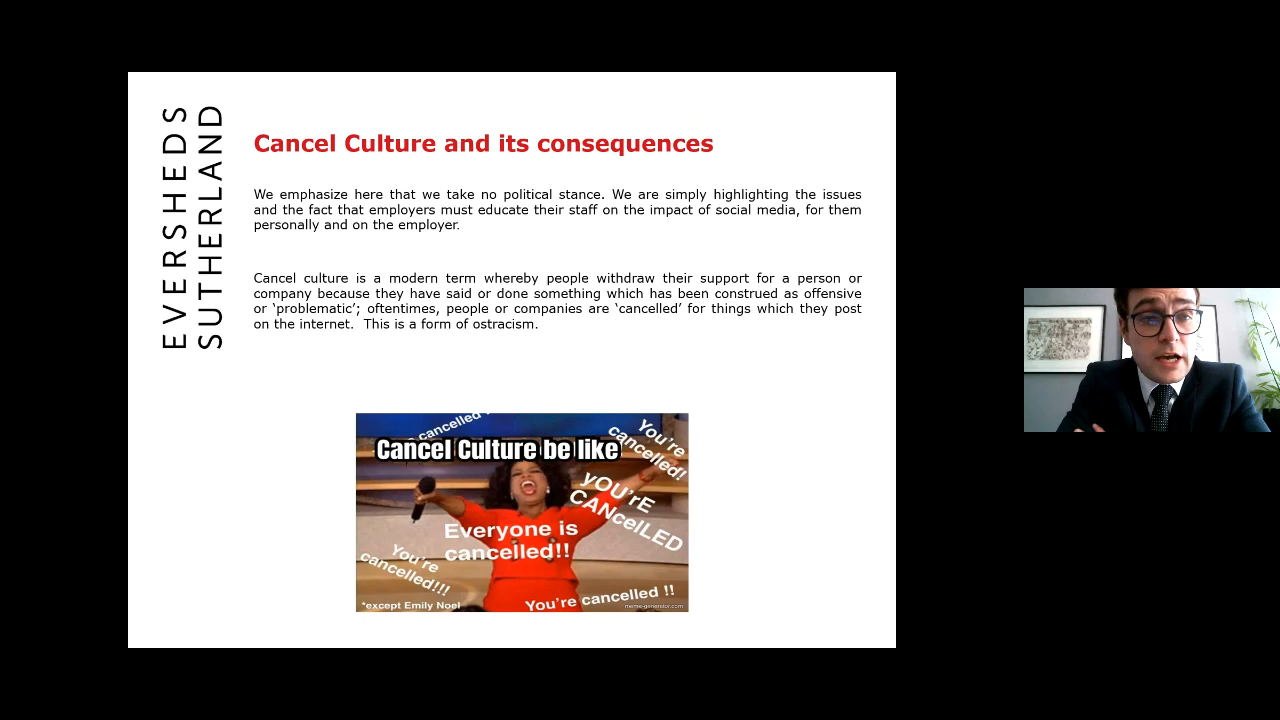 EVERSHEDS
SUTHERLAND
Cancel Culture and its consequences
We emphasize here that we take no political stance. We are simply highlighting the issues
and the fact that employers must educate their staff on the impact of social media, for them
personally and on the employer.
Cancel culture is a modern term whereby people withdraw their support for a person or
company because they have said or done something which has been construed as offensive
or ‘problematic’; oftentimes, people or companies are ‘cancelled’ for things which they post
on the internet.  This is a form of ostracism.
cancelled
Cancel Culture be like
You're
cancelled!
yOU'rE
CANcelLED
Everyone is
cancelled!!
You're
cancelled!!!
You're cancelled !!
*except Emily Noel
meme-generator.com